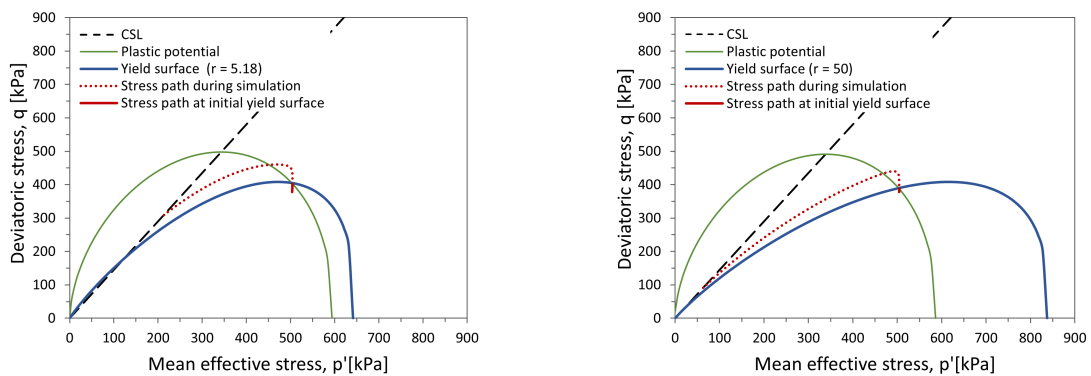 900
800
700
600
500
400
300
200
100
0
Deviatoric stress, q [kPa]
CSL
Plastic potential
Yield surface (r = 5.18)
Stress path during simulation
Stress path at initial yield surface
0 100 200 300 400 500 600 700 800 900
Mean effective stress, p'[kPa]
900
800
700
600
500
400
300
200
100
0
Deviatoric stress, q [kPa]
CSL
Plastic potential
Yield surface (r = 50)
Stress path during simulation
Stress path at initial yield surface
0 100 200 300 400 500 600 700 800 900
Mean effective stress, p'[kPa]